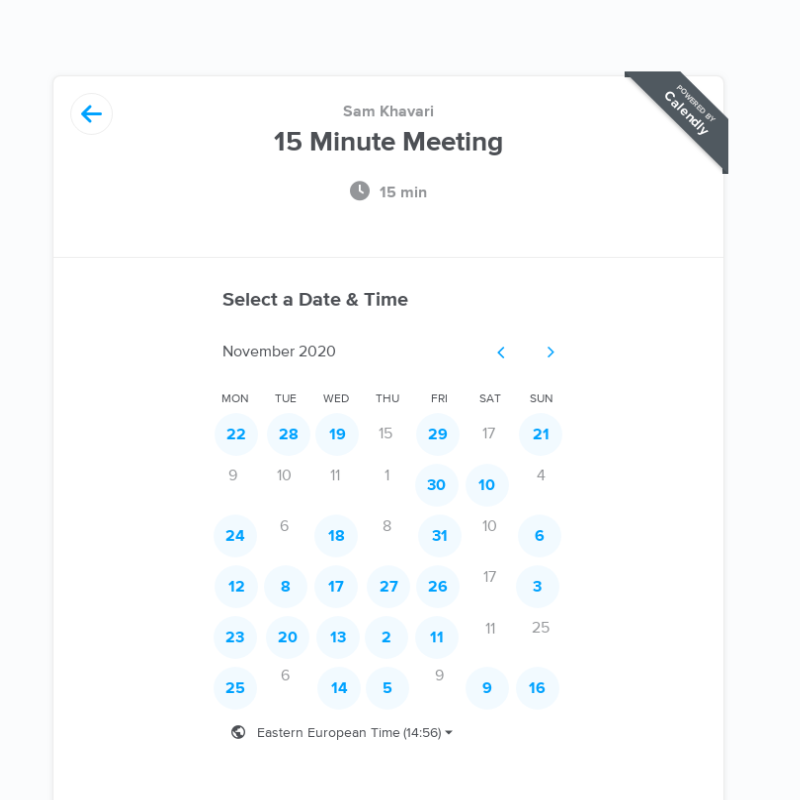 POWERED BY
Calendly
Sam Khavari
15 Minute Meeting
15 min
Select a Date & Time
November 2020
MON TUE WED THU FRI SAT SUN
22 28 19 15 29 17 21
9 10 11 1 30 10 4
24 6 18 8 31 10 6
12 8 17 27 26 17 3
23 20 13 2 11 11 25
25 6 14 5 9 9 16
Eastern European Time (14:56)